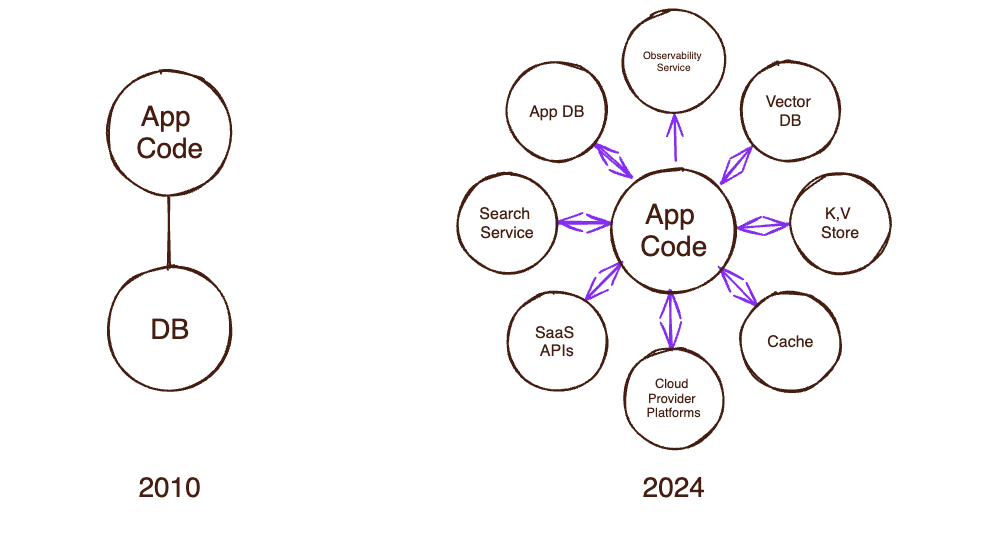 App
Code
DB
2010
Observability
Service
App DB
Vector
DB
Search
Service
App
Code
K,V
Store
SaaS
APIs
Cloud
Provider
Platforms
Cache
2024